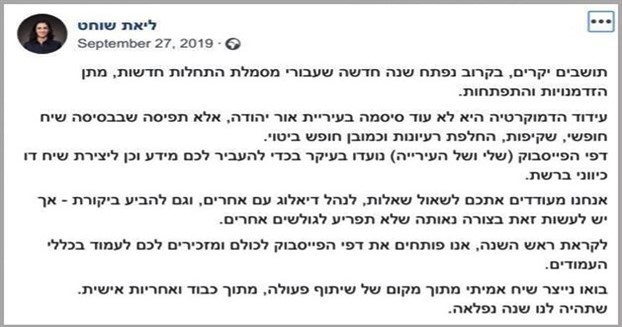 ליאת שוחט
September 27, 2019
תושבים יקרים, בקרוב נפתח שנה חדשה שעבורי מסמלת התחלות חדשות, מתן
הזדמנויות והתפתחות.
עידוד הדמוקרטיה היא לא עוד סיסמה בעיריית אור יהודה, אלא תפיסה שבבסיסה שיח
חופשי, שקיפות, החלפת רעיונות וכמובן חופש ביטוי.
דפי הפייסבוק (שלי ושל העירייה) נועדו בעיקר בכדי להעביר לכם מידע וכן ליצירת שיח דו
כיווני ברשת.
אנחנו מעודדים אתכם לשאול שאלות, לנהל דיאלוג עם אחרים, וגם להביע ביקורת - אך
יש לעשות זאת בצורה נאותה שלא תפריע לגולשים אחרים.
לקראת ראש השנה, אנו פותחים את דפי הפייסבוק לכולם ומזכירים לכם לעמוד בכללי
העמודים.
בואו נייצר שיח אמיתי מתוך מקום של שיתוף פעולה, מתוך כבוד ואחריות אישית.
שתהיה לנו שנה נפלאה.